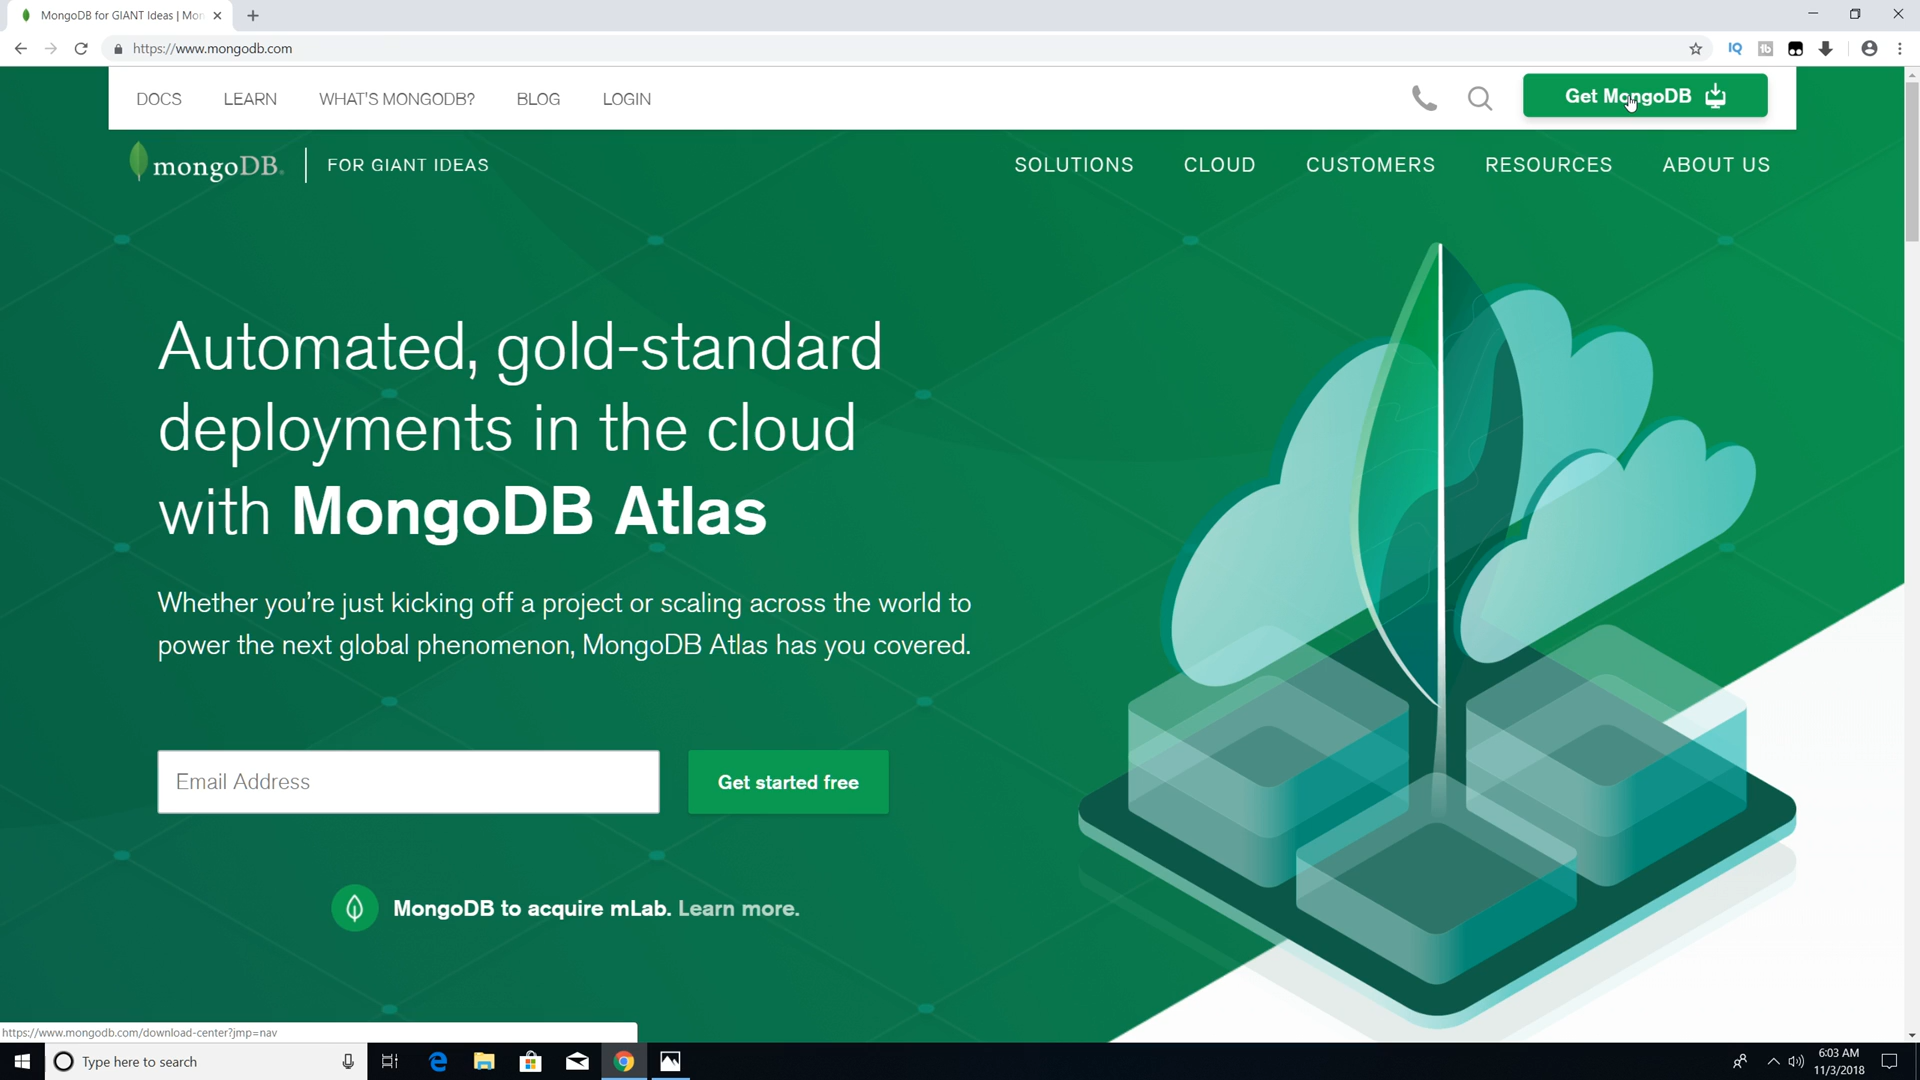 MongoDB for GIANT Ideas | Mon
https://www.mongodb.com
IQ
tb
DOCS
LEARN
WHAT'S MONGODB?
BLOG
LOGIN
Get MongoDB
mongoDB.
FOR GIANT IDEAS
SOLUTIONS
CLOUD
CUSTOMERS
RESOURCES
ABOUT US
Automated, gold-standard
deployments in the cloud
with MongoDB Atlas
Whether you're just kicking off a project or scaling across the world to
power the next global phenomenon, MongoDB Atlas has you covered.
Email Address
Get started free
MongoDB to acquire mLab. Learn more.
https://www.mongodb.com/download-center?jmp=nav
Type here to search
6:03 AM
11/3/2018